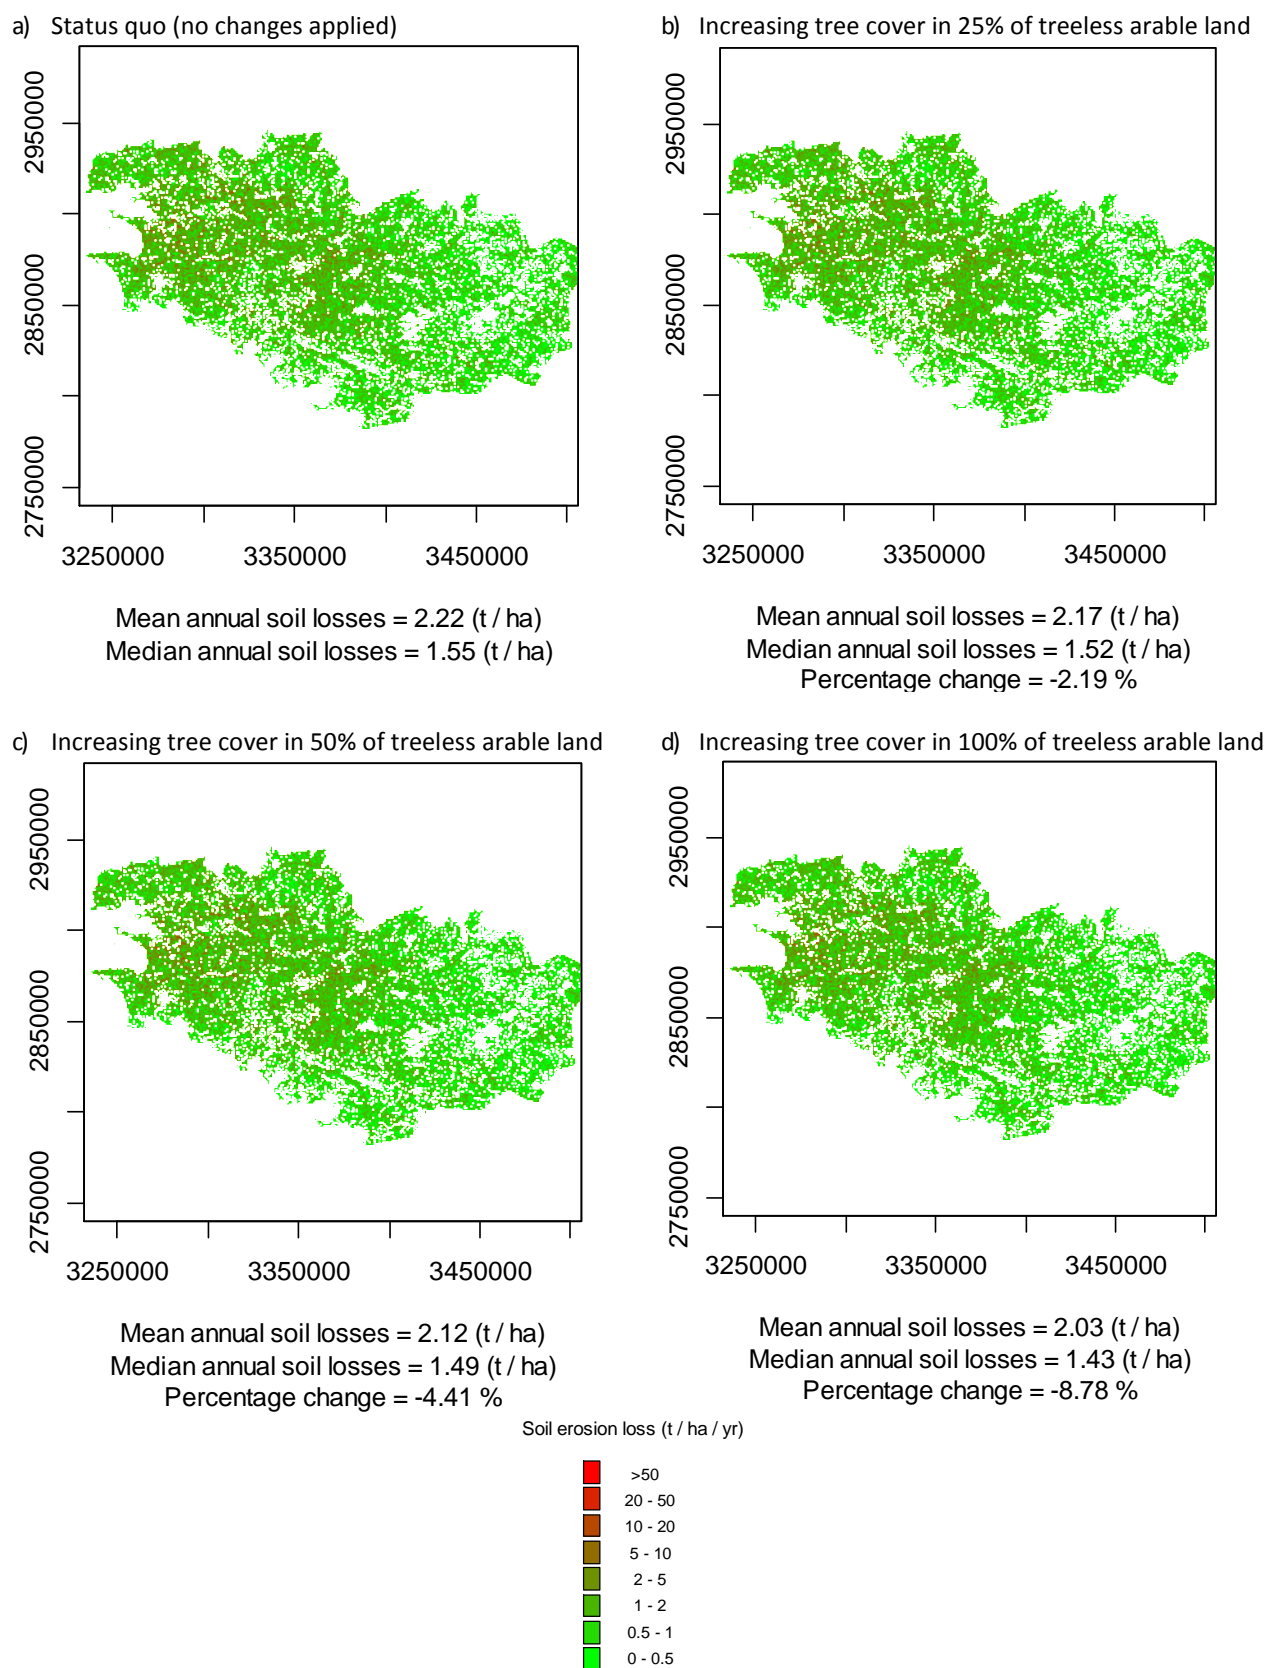 a) Status quo (no changes applied)
2950000
2850000
2750000
3250000 3350000 3450000
Mean annual soil losses = 2.22 (t / ha)
Median annual soil losses = 1.55 (t / ha)
b) Increasing tree cover in 25% of treeless arable land
2950000
2850000
2750000
3250000 3350000 3450000
Mean annual soil losses = 2.17 (t / ha)
Median annual soil losses = 1.52 (t / ha)
Percentage change = -2.19 %
c) Increasing tree cover in 50% of treeless arable land
2950000
2850000
2750000
3250000 3350000 3450000
Mean annual soil losses = 2.12 (t / ha)
Median annual soil losses = 1.49 (t / ha)
Percentage change = -4.41 %
d) Increasing tree cover in 100% of treeless arable land
2950000
2850000
2750000
3250000 3350000 3450000
Mean annual soil losses = 2.03 (t / ha)
Median annual soil losses = 1.43 (t / ha)
Percentage change = -8.78 %
Soil erosion loss (t / ha / yr)
>50
20 - 50
10 - 20
5 - 10
2 - 5
1 - 2
0.5 - 1
0 - 0.5